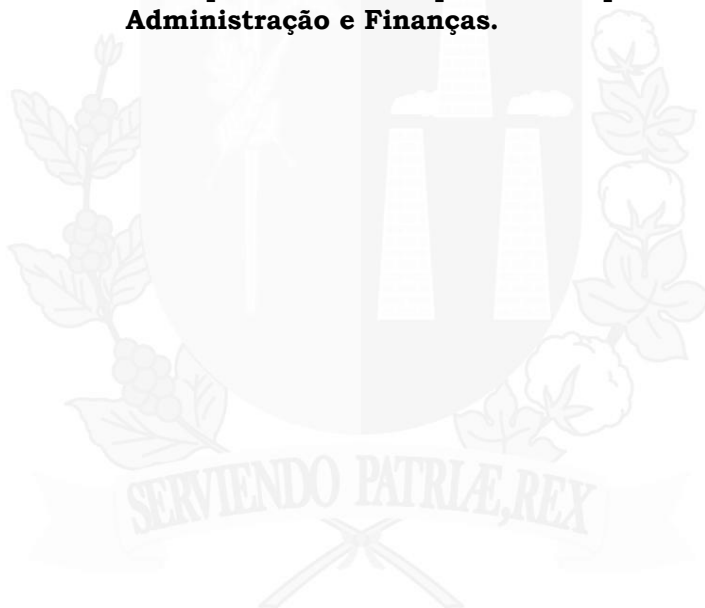 Administração e Finanças.
SERVIENDO PATRIÆ, REX